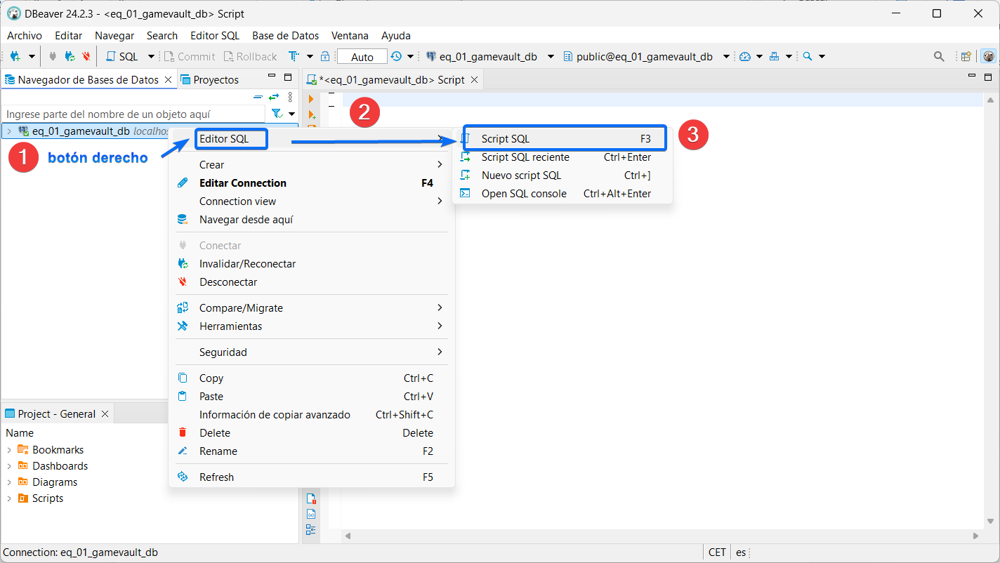 DBeaver 24.2.3 - <eq_01_gamevault_db> Script
Archivo Editar Navegar Search Editor SQL Base de Datos Ventana Ayuda
SQL Commit Rollback Auto eq_01_gamevault_db public@eq_01_gamevault_db
Navegador de Bases de Datos Proyectos
*<eq_01_gamevault_db> Script
Ingrese parte del nombre de un objeto aquí
eq_01_gamevault_db localhos
1 botón derecho
2
3
Editor SQL
Crear
Editar Connection F4
Connection view
Navegar desde aquí
Conectar
Invalidar/Reconectar
Desconectar
Compare/Migrate
Herramientas
Seguridad
Copy Ctrl+C
Paste Ctrl+V
Información de copiar avanzado Ctrl+Shift+C
Delete Delete
Rename F2
Refresh F5
Script SQL F3
Script SQL reciente Ctrl+Enter
Nuevo script SQL Ctrl+]
Open SQL console Ctrl+Alt+Enter
Project - General
Name
Bookmarks
Dashboards
Diagrams
Scripts
Connection: eq_01_gamevault_db CET es